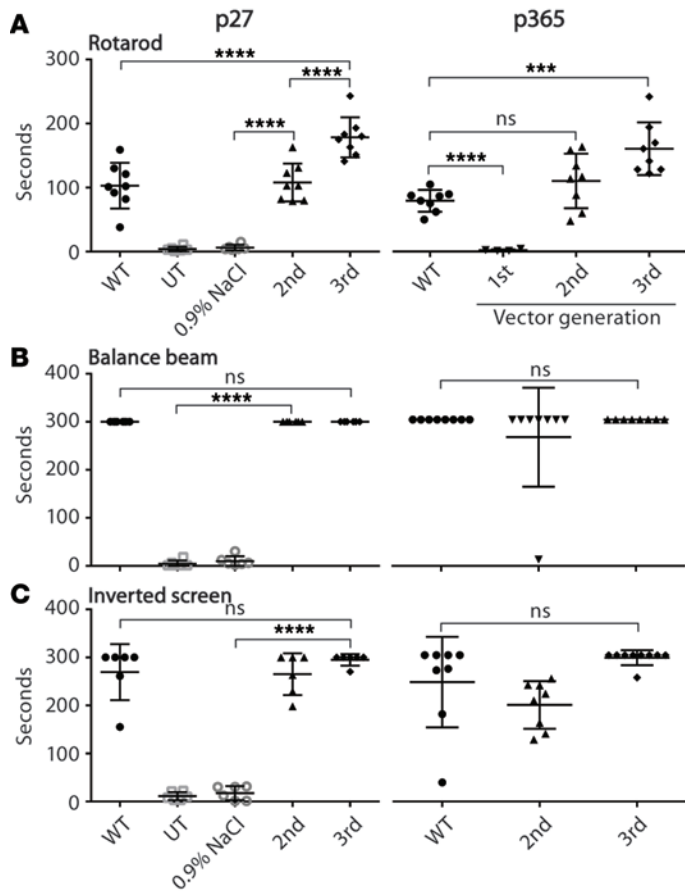 p27 p365
A Rotarod
300
200
100
0
Seconds
**** **** ****
*** ns ****
WT UT 0.9% NaCl 2nd 3rd
WT 1st 2nd 3rd
Vector generation
B Balance beam
400
300
200
100
0
Seconds
ns ****
ns
C Inverted screen
400
300
200
100
0
Seconds
ns ****
ns
WT UT 0.9% NaCl 2nd 3rd
WT 2nd 3rd